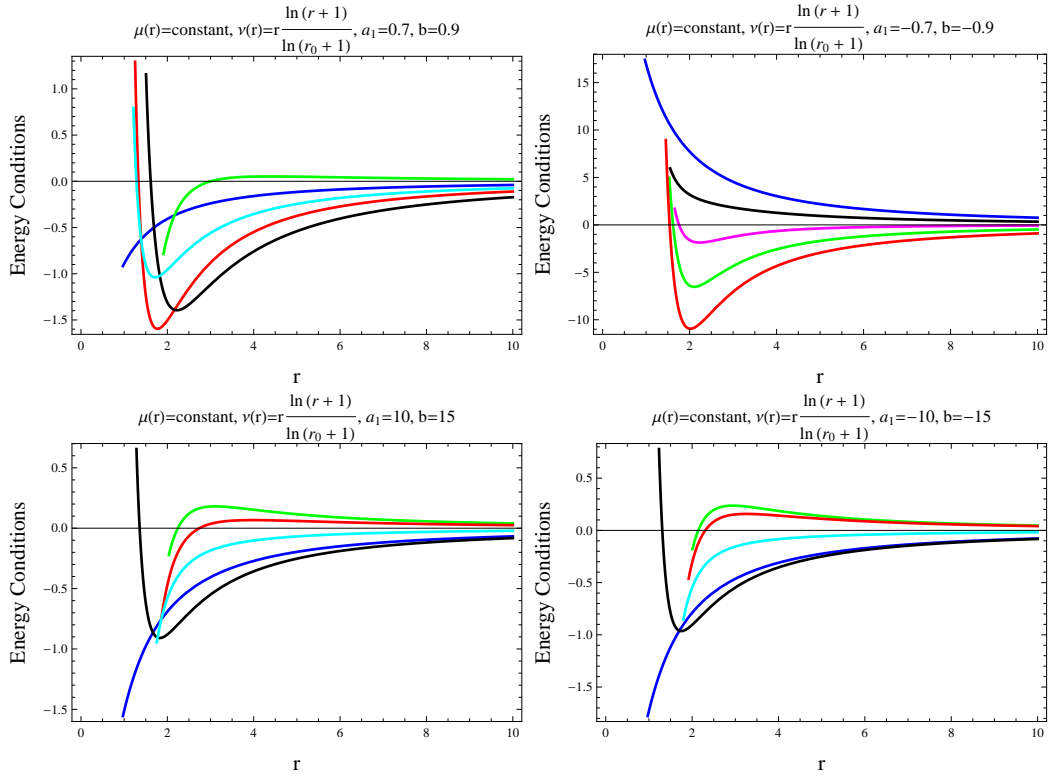 μ(r)=constant, ν(r)=r ln (r + 1) / ln (r₀ + 1), a₁=0.7, b=0.9
Energy Conditions
1.0
0.5
0.0
−0.5
−1.0
−1.5
0 2 4 6 8 10
r
μ(r)=constant, ν(r)=r ln (r + 1) / ln (r₀ + 1), a₁=−0.7, b=−0.9
Energy Conditions
15
10
5
0
−5
−10
0 2 4 6 8 10
r
μ(r)=constant, ν(r)=r ln (r + 1) / ln (r₀ + 1), a₁=10, b=15
Energy Conditions
0.5
0.0
−0.5
−1.0
−1.5
0 2 4 6 8 10
r
μ(r)=constant, ν(r)=r ln (r + 1) / ln (r₀ + 1), a₁=−10, b=−15
Energy Conditions
0.5
0.0
−0.5
−1.0
−1.5
0 2 4 6 8 10
r